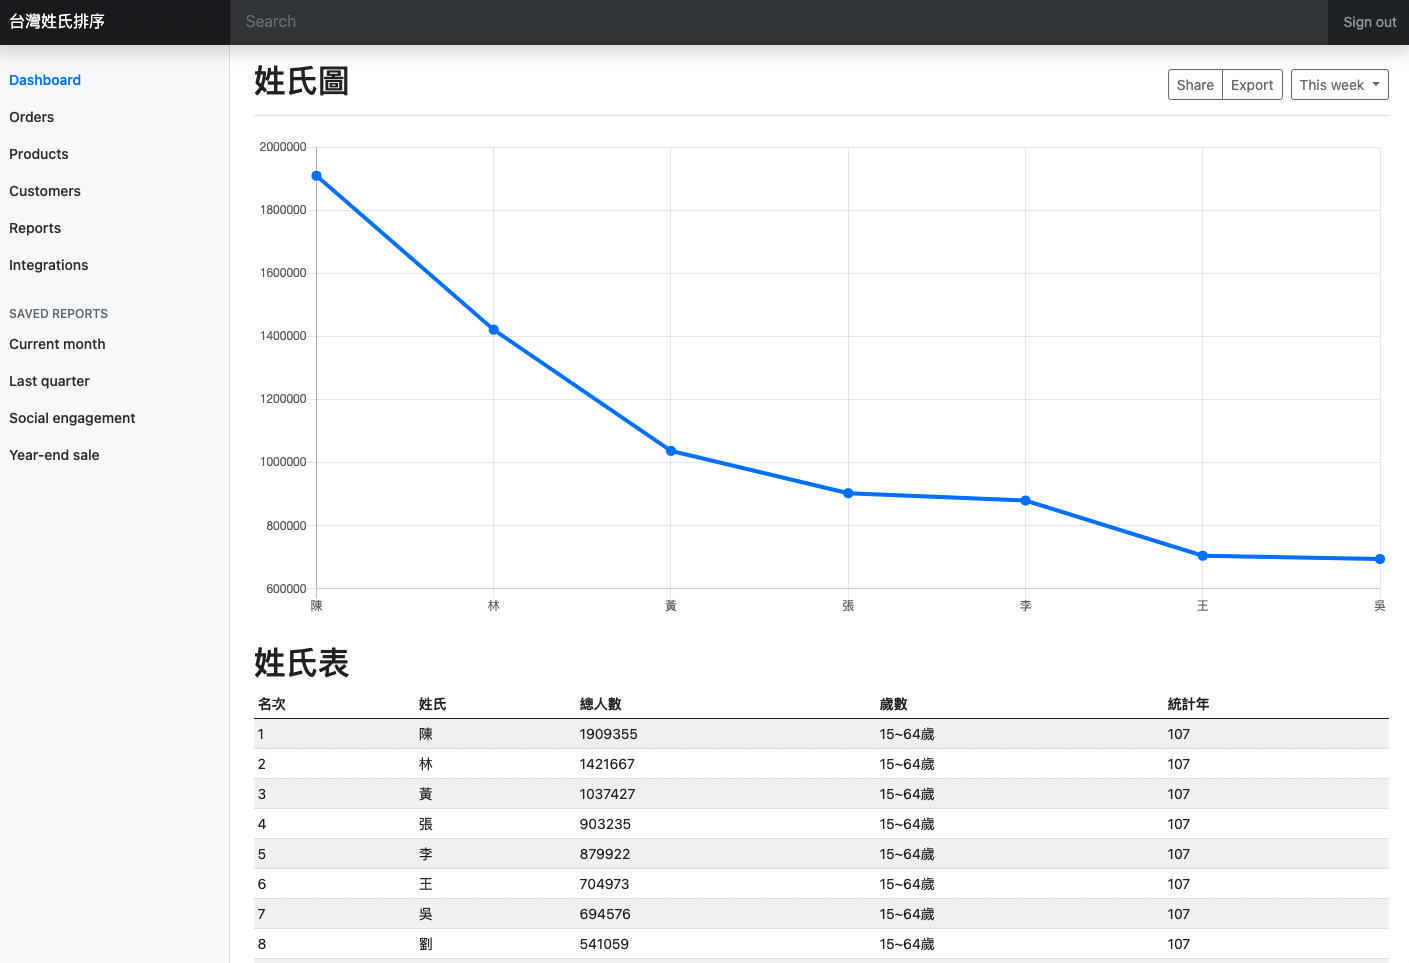 台灣姓氏排序
Search
Sign out
Dashboard
Orders
Products
Customers
Reports
Integrations
SAVED REPORTS
Current month
Last quarter
Social engagement
Year-end sale
姓氏圖
Share Export This week
2000000
1800000
1600000
1400000
1200000
1000000
800000
600000
陳 林 黃 張 李 王 吳
姓氏表
名次 姓氏 總人數 歲數 統計年
1 陳 1909355 15~64歲 107
2 林 1421667 15~64歲 107
3 黃 1037427 15~64歲 107
4 張 903235 15~64歲 107
5 李 879922 15~64歲 107
6 王 704973 15~64歲 107
7 吳 694576 15~64歲 107
8 劉 541059 15~64歲 107